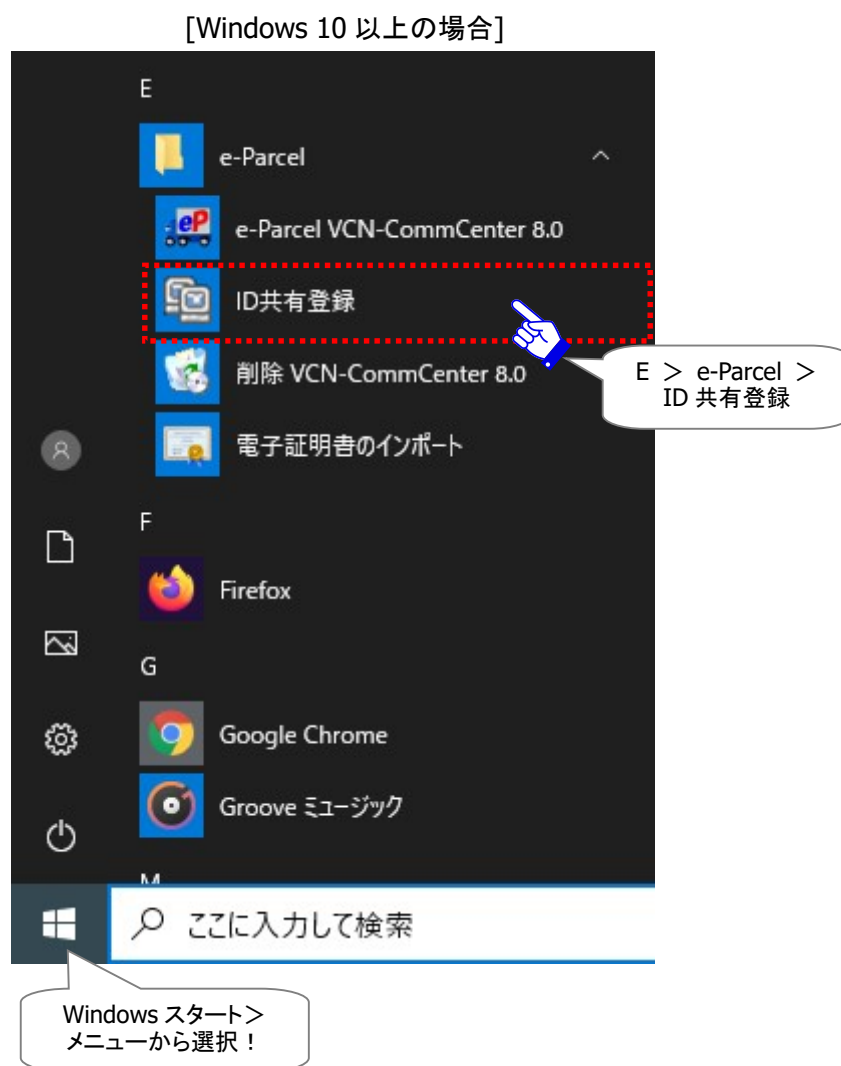 [Windows 10 以上の場合]
E
e-Parcel
eP
e-Parcel VCN-CommCenter 8.0
ID共有登録
削除 VCN-CommCenter 8.0
E ＞ e-Parcel ＞
ID 共有登録
電子証明書のインポート
F
Firefox
G
Google Chrome
Groove ミュージック
M
ここに入力して検索
Windows スタート＞
メニューから選択！